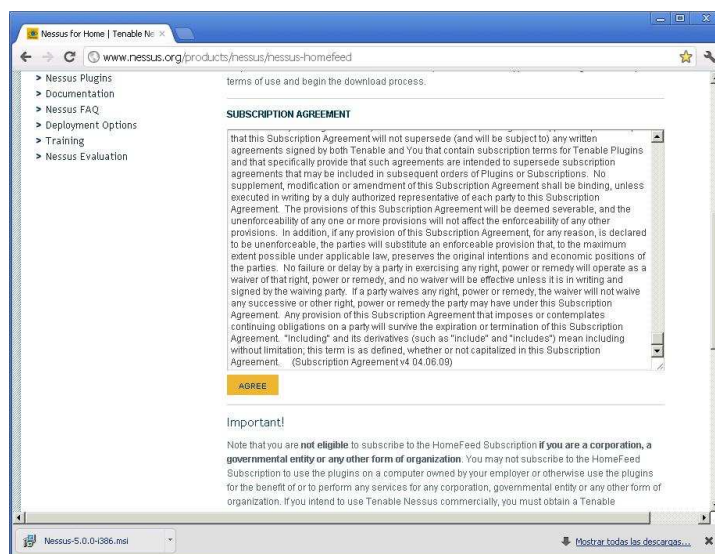 Nessus for Home | Tenable Ne
www.nessus.org/products/nessus/nessus-homefeed
> Nessus Plugins
> Documentation
> Nessus FAQ
> Deployment Options
> Training
> Nessus Evaluation
terms of use and begin the download process.
SUBSCRIPTION AGREEMENT
that this Subscription Agreement will not supersede (and will be subject to) any written
agreements signed by both Tenable and You that contain subscription terms for Tenable Plugins
and that specifically provide that such agreements are intended to supersede subscription
agreements that may be included in subsequent orders of Plugins or Subscriptions. No
supplement, modification or amendment of this Subscription Agreement shall be binding, unless
executed in writing by a duly authorized representative of each party to this Subscription
Agreement. The provisions of this Subscription Agreement will be deemed severable, and the
unenforceability of any one or more provisions will not affect the enforceability of any other
provisions. In addition, if any provision of this Subscription Agreement, for any reason, is declared
to be unenforceable, the parties will substitute an enforceable provision that, to the maximum
extent possible under applicable law, preserves the original intentions and economic positions of
the parties. No failure or delay by a party in exercising any right, power or remedy will operate as a
waiver of that right, power or remedy, and no waiver will be effective unless it is in writing and
signed by the waiving party. If a party waives any right, power or remedy, the waiver will not waive
any successive or other right, power or remedy the party may have under this Subscription
Agreement. Any provision of this Subscription Agreement that imposes or contemplates
continuing obligations on a party will survive the expiration or termination of this Subscription
Agreement. "Including" and its derivatives (such as "include" and "includes") mean including
without limitation; this term is as defined, whether or not capitalized in this Subscription
Agreement. (Subscription Agreement v4 04.06.09)
AGREE
Important!
Note that you are not eligible to subscribe to the HomeFeed Subscription if you are a corporation, a
governmental entity or any other form of organization. You may not subscribe to the HomeFeed
Subscription to use the plugins on a computer owned by your employer or otherwise use the plugins
for the benefit of or to perform any services for any corporation, governmental entity or any other form of
organization. If you intend to use Tenable Nessus commercially, you must obtain a Tenable
Nessus-5.0.0-i386.msi
Mostrar todas las descargas...